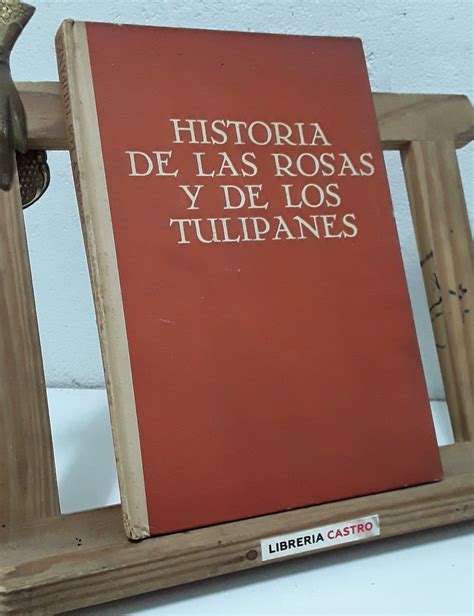 HISTORIA
DE LAS ROSAS
Y DE LOS
TULIPANES
LIBRERIA CASTRO